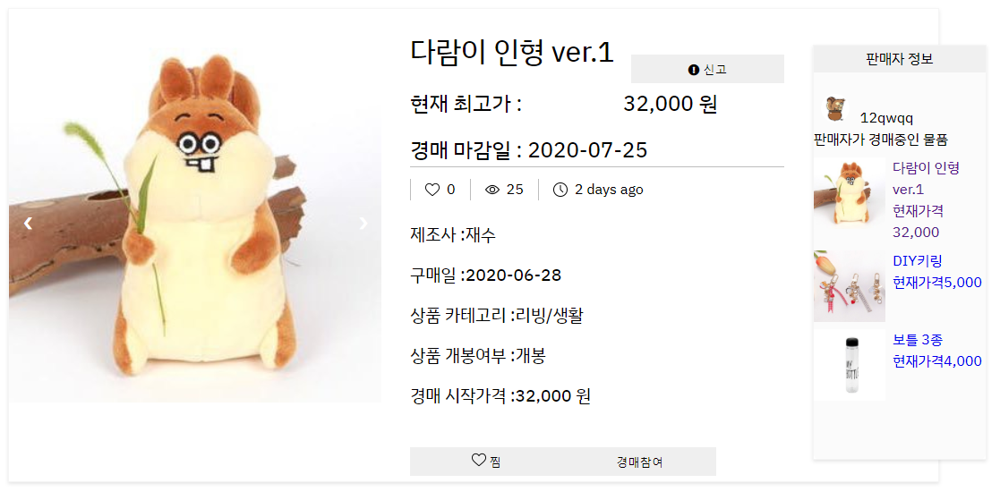 다람이 인형 ver.1
신고
현재 최고가 : 32,000 원
경매 마감일 : 2020-07-25
0 25 2 days ago
제조사 :재수
구매일 :2020-06-28
상품 카테고리 :리빙/생활
상품 개봉여부 :개봉
경매 시작가격 :32,000 원
찜 경매참여
판매자 정보
12qwqq
판매자가 경매중인 물품
다람이 인형
ver.1
현재가격
32,000
DIY키링
현재가격5,000
보틀 3종
현재가격4,000
MY
BOTTLE